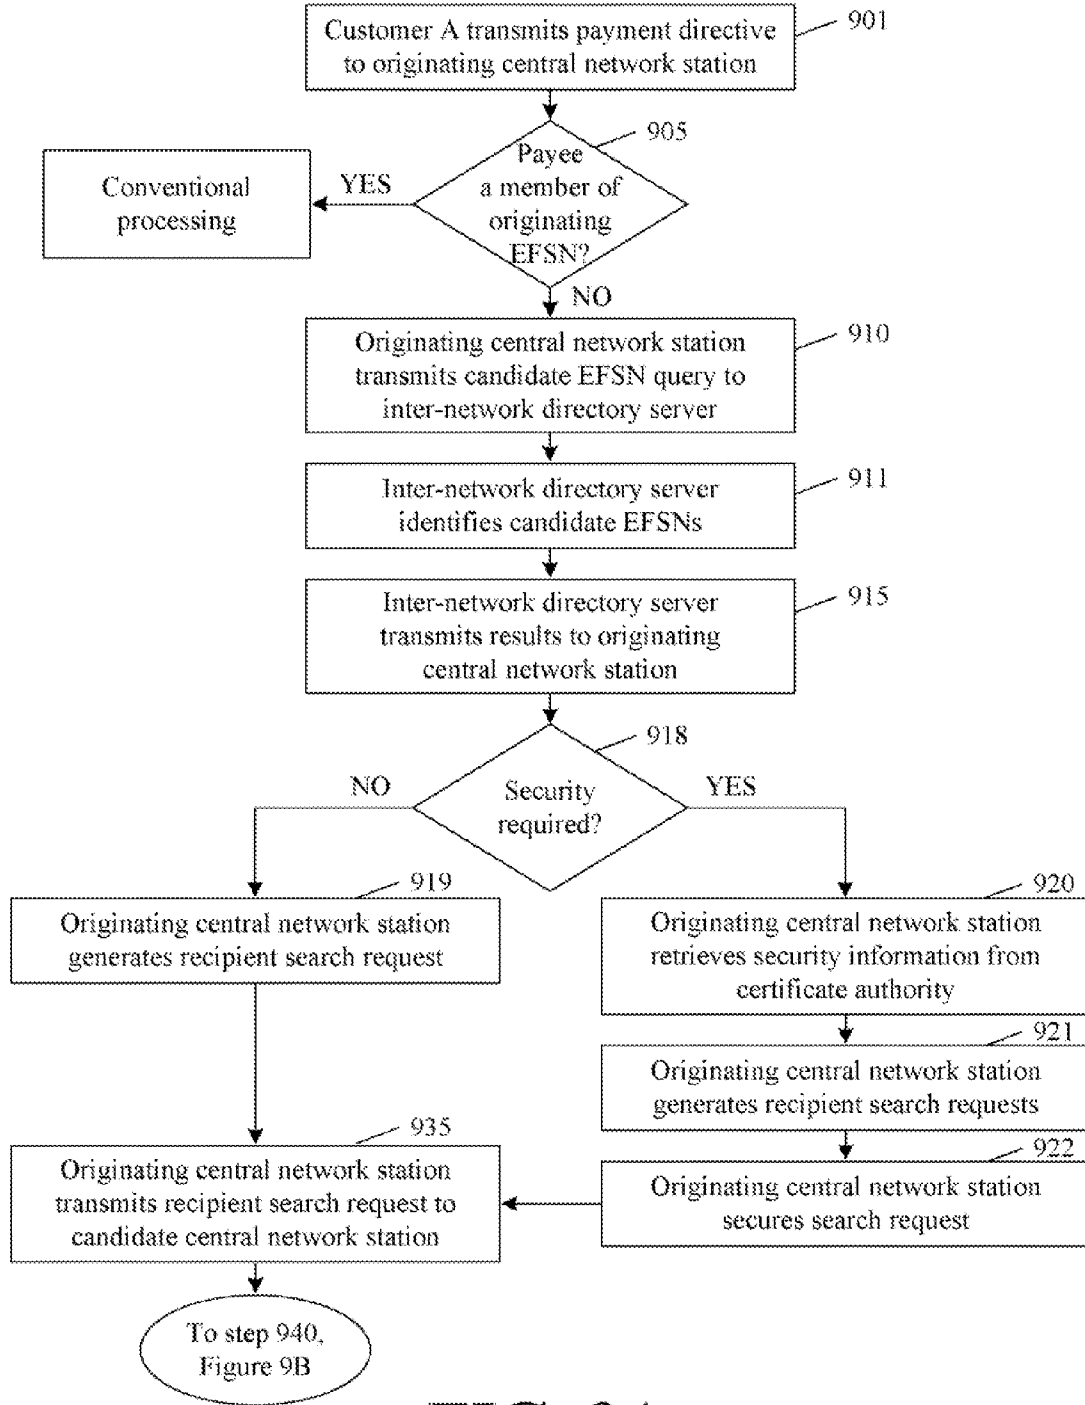 Customer A transmits payment directive
to originating central network station
901
905
Payee
a member of
originating
EFSN?
YES
Conventional
processing
NO
Originating central network station
transmits candidate EFSN query to
inter-network directory server
910
Inter-network directory server
identifies candidate EFSNs
911
Inter-network directory server
transmits results to originating
central network station
915
918
Security
required?
NO
YES
919
Originating central network station
generates recipient search request
920
Originating central network station
retrieves security information from
certificate authority
921
Originating central network station
generates recipient search requests
922
Originating central network station
secures search request
935
Originating central network station
transmits recipient search request to
candidate central network station
To step 940,
Figure 9B